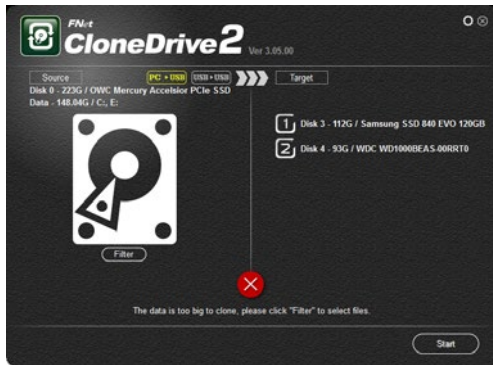 FNet
CloneDrive 2 Ver 3.05.00
Source PC USB USB USB Target
Disk 0 - 223G / OWC Mercury Accelsior PCIe SSD
Data - 148.04G / C:, E:
1 Disk 3 - 112G / Samsung SSD 840 EVO 120GB
2 Disk 4 - 93G / WDC WD1000BEAS-00RRT0
Filter
The data is too big to clone, please click "Filter" to select files.
Start